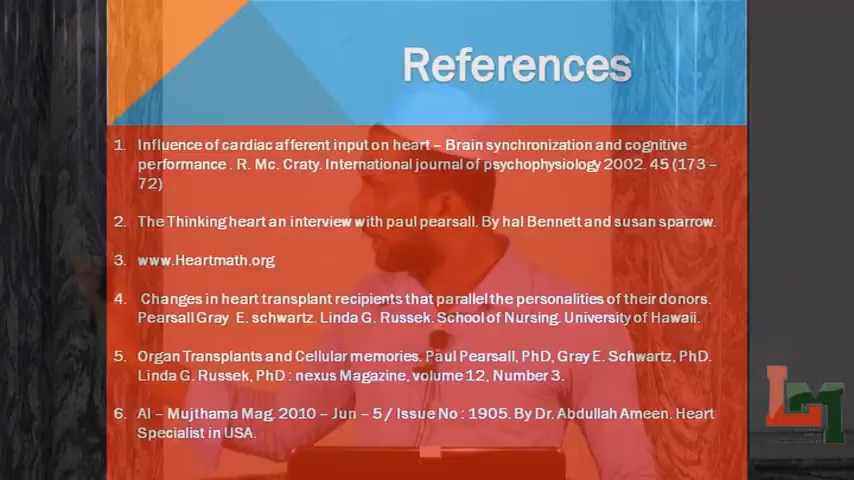 References
1. Influence of cardiac afferent input on heart – Brain synchronization and cognitive
performance . R. Mc. Craty. International journal of psychophysiology 2002. 45 (173 –
72)
2. The Thinking heart an interview with paul pearsall. By hal Bennett and susan sparrow.
3. www.Heartmath.org
4. Changes in heart transplant recipients that parallel the personalities of their donors.
Pearsall Gray E. schwartz. Linda G. Russek. School of Nursing. University of Hawaii.
5. Organ Transplants and Cellular memories. Paul Pearsall, PhD, Gray E. Schwartz, PhD.
Linda G. Russek, PhD : nexus Magazine, volume 12, Number 3.
6. Al – Mujthama Mag. 2010 – Jun – 5 / Issue No : 1905. By Dr. Abdullah Ameen. Heart
Specialist in USA.
LM